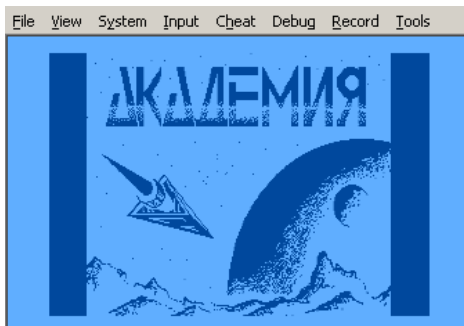 File View System Input Cheat Debug Record Tools
АКАДЕМИЯ